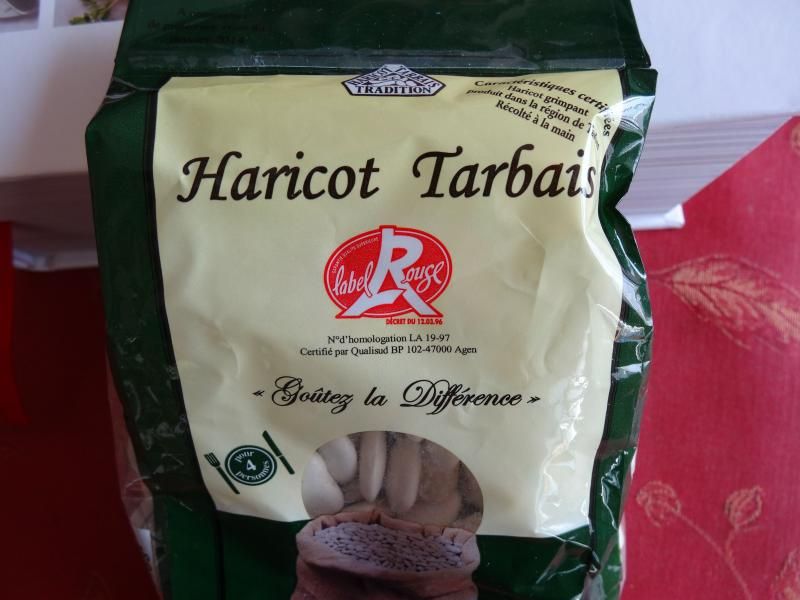 TRADITION
Caractéristiques certifiées
Haricot grimpant
produit dans la région de
Récolté à la main
Haricot Tarbais
label Rouge
DÉCRET DU 12.03.96
N°d'homologation LA 19-97
Certifié par Qualisud BP 102-47000 Agen
« Goûtez la Différence »
pour
4
personnes